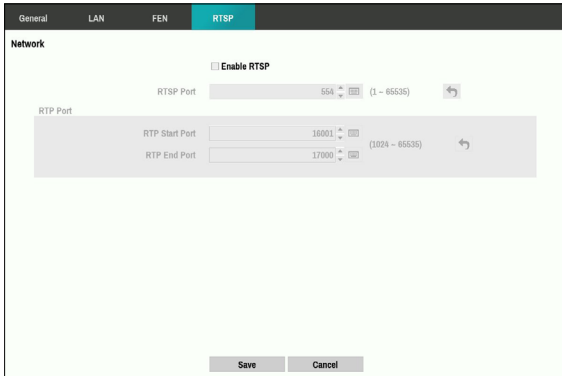 General LAN FEN RTSP
Network
Enable RTSP
RTSP Port 554 (1 ~ 65535)
RTP Port
RTP Start Port 16001
(1024 ~ 65535)
RTP End Port 17000
Save Cancel